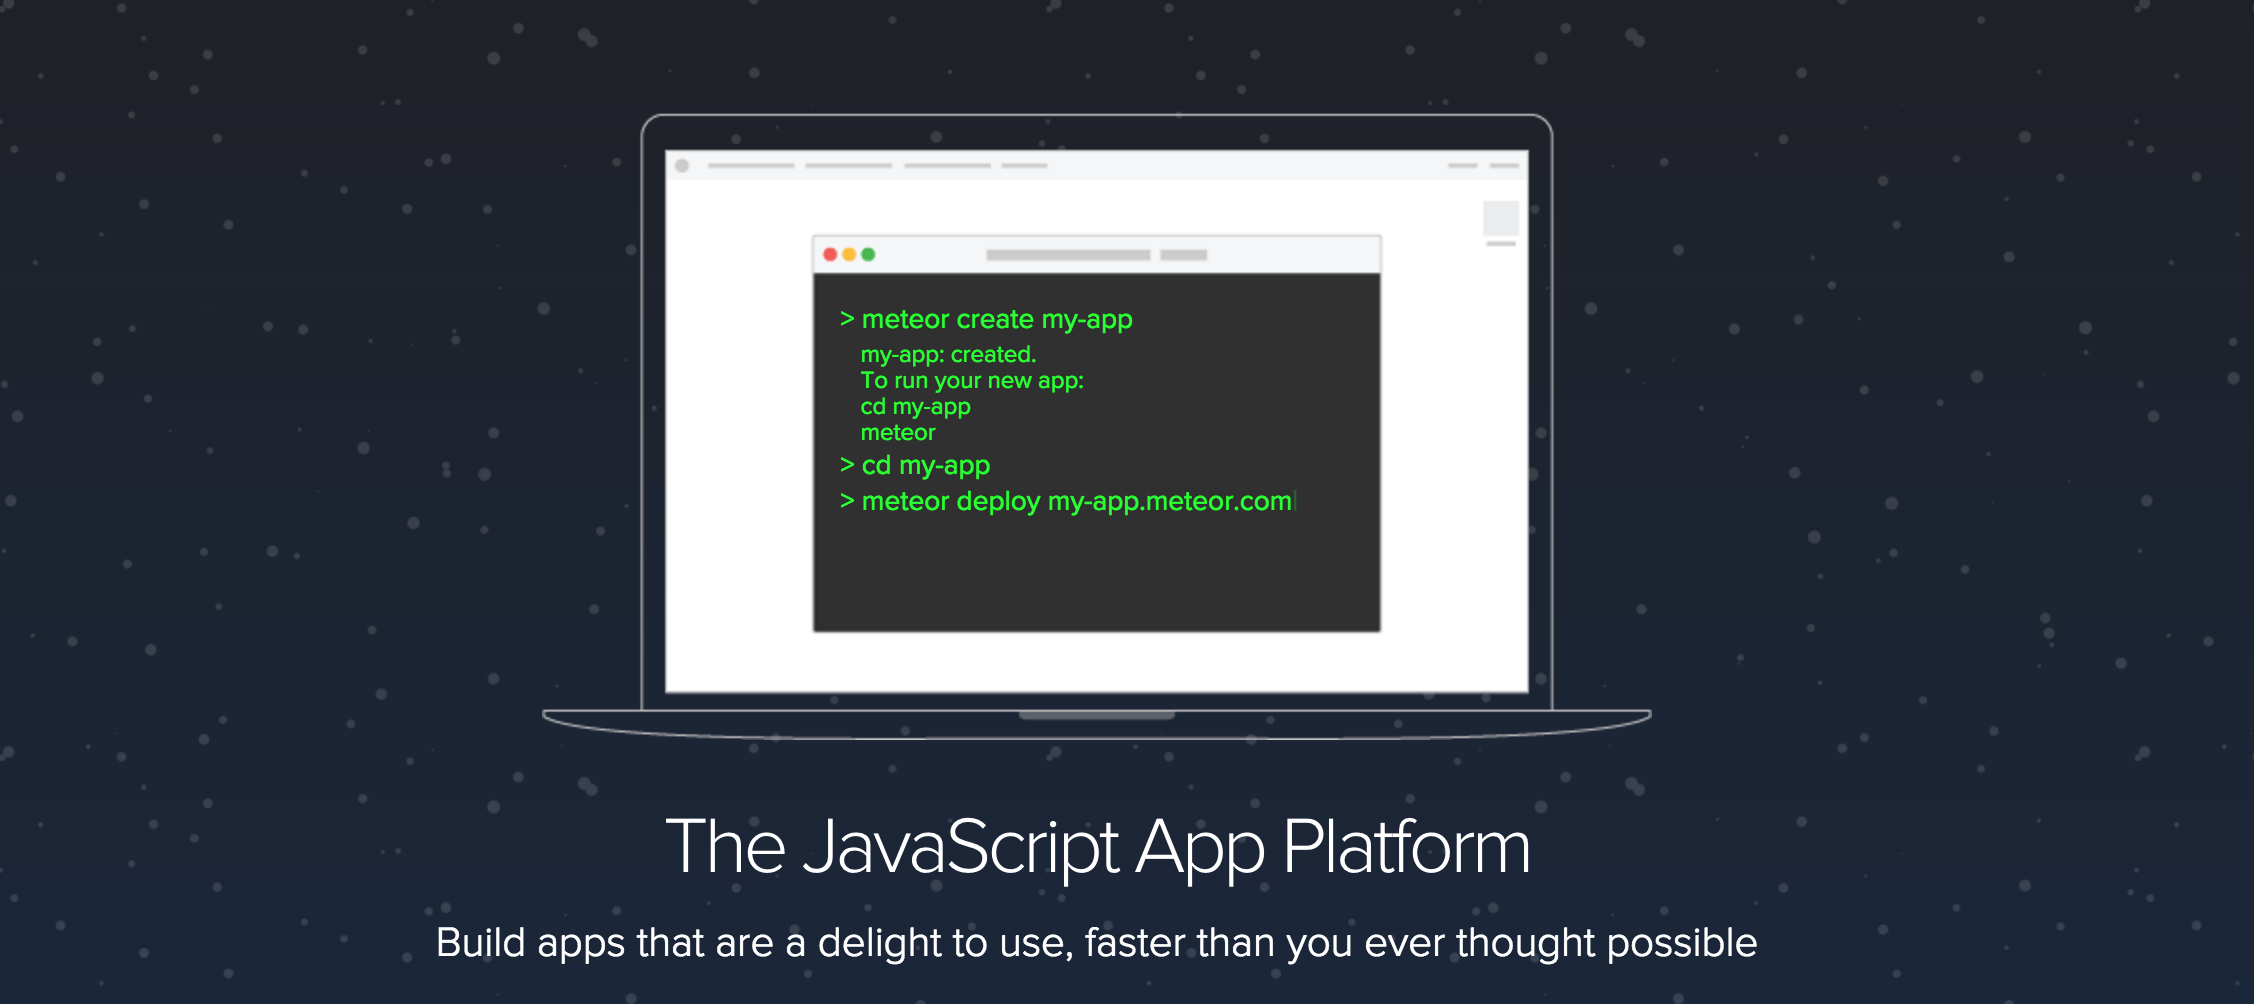 > meteor create my-app
my-app: created.
To run your new app:
cd my-app
meteor
> cd my-app
> meteor deploy my-app.meteor.com
The JavaScript App Platform
Build apps that are a delight to use, faster than you ever thought possible